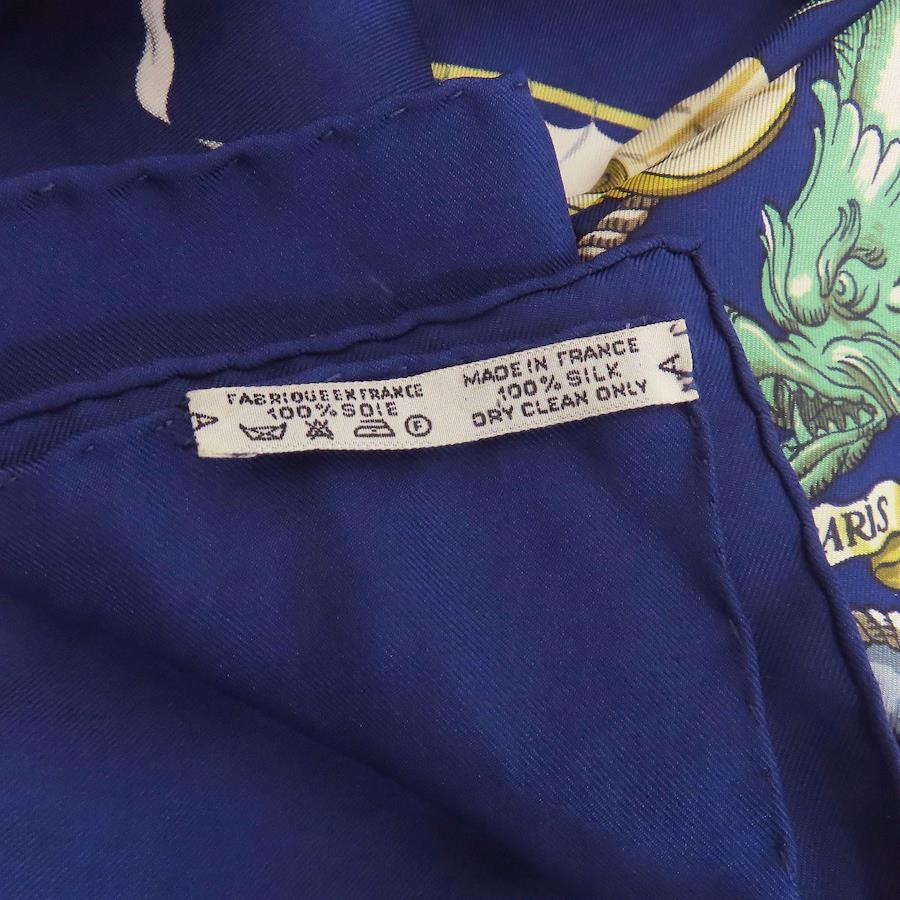 FABRIQUE EN FRANCE
100% SOIE
F
MADE IN FRANCE
100% SILK
DRY CLEAN ONLY
A
A
ARIS